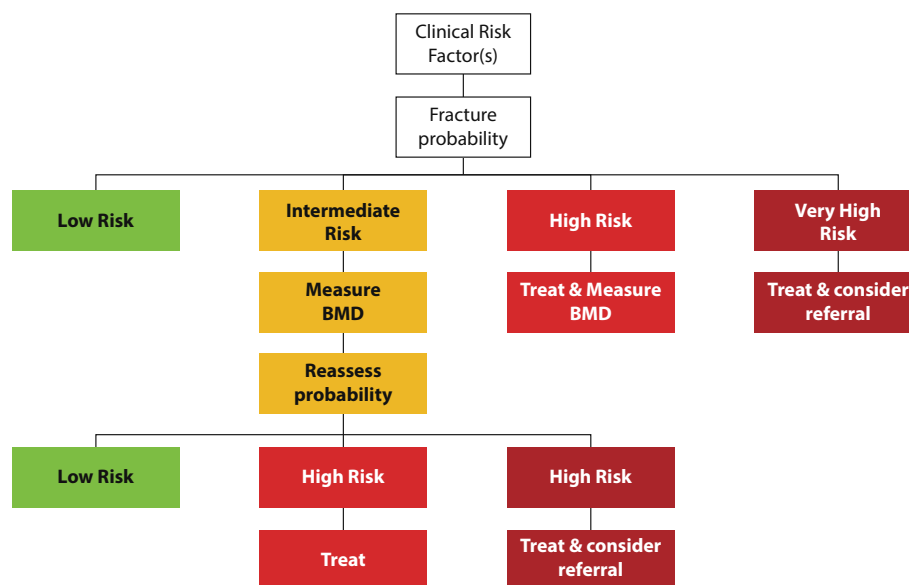 Clinical Risk
Factor(s)
Fracture
probability
Low Risk
Intermediate
Risk
High Risk
Very High
Risk
Measure
BMD
Treat & Measure
BMD
Treat & consider
referral
Reassess
probability
Low Risk
High Risk
High Risk
Treat
Treat & consider
referral